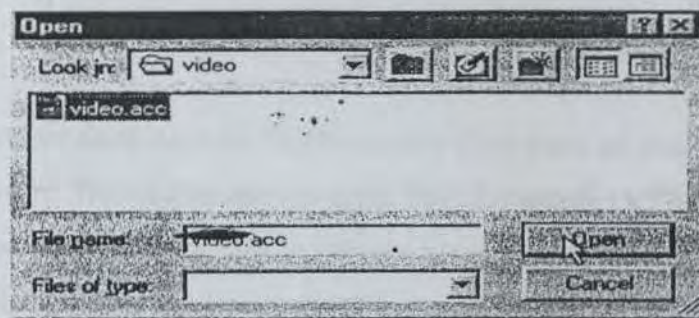 Open
Look in: video
video.acc
File name: video.acc Open
Files of type: Cancel